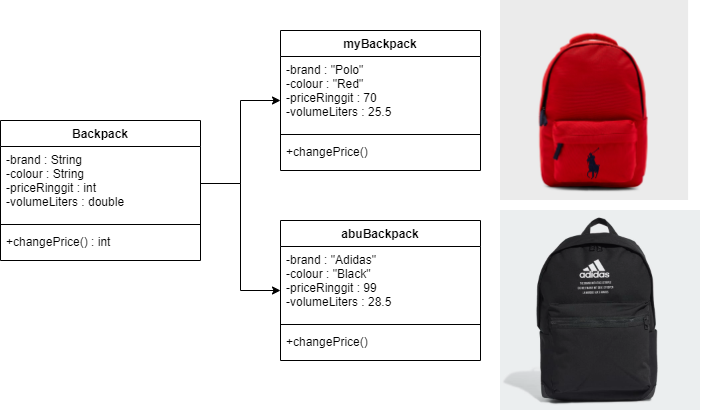 Backpack
-brand : String
-colour : String
-priceRinggit : int
-volumeLiters : double
+changePrice() : int
myBackpack
-brand : "Polo"
-colour : "Red"
-priceRinggit : 70
-volumeLiters : 25.5
+changePrice()
abuBackpack
-brand : "Adidas"
-colour : "Black"
-priceRinggit : 99
-volumeLiters : 28.5
+changePrice()
adidas